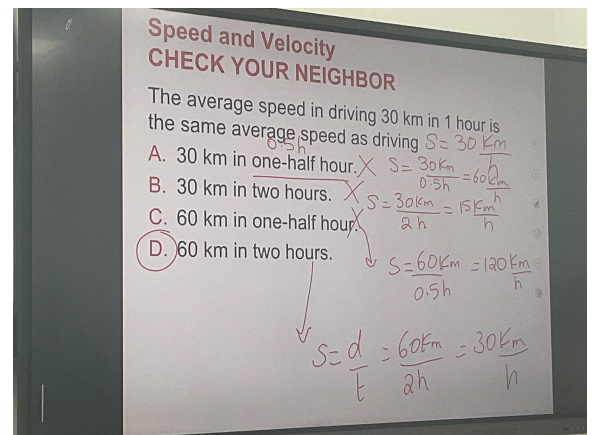 Speed and Velocity
CHECK YOUR NEIGHBOR
The average speed in driving 30 km in 1 hour is
the same average speed as driving S = 30 Km/h
0.5h
A. 30 km in one-half hour. X S = 30Km/0.5h = 60Km/h
B. 30 km in two hours. X S = 30Km/2h = 15Km/h
C. 60 km in one-half hour. X
S = 60Km/0.5h = 120Km/h
D. 60 km in two hours.
S = d/t = 60Km/2h = 30Km/h